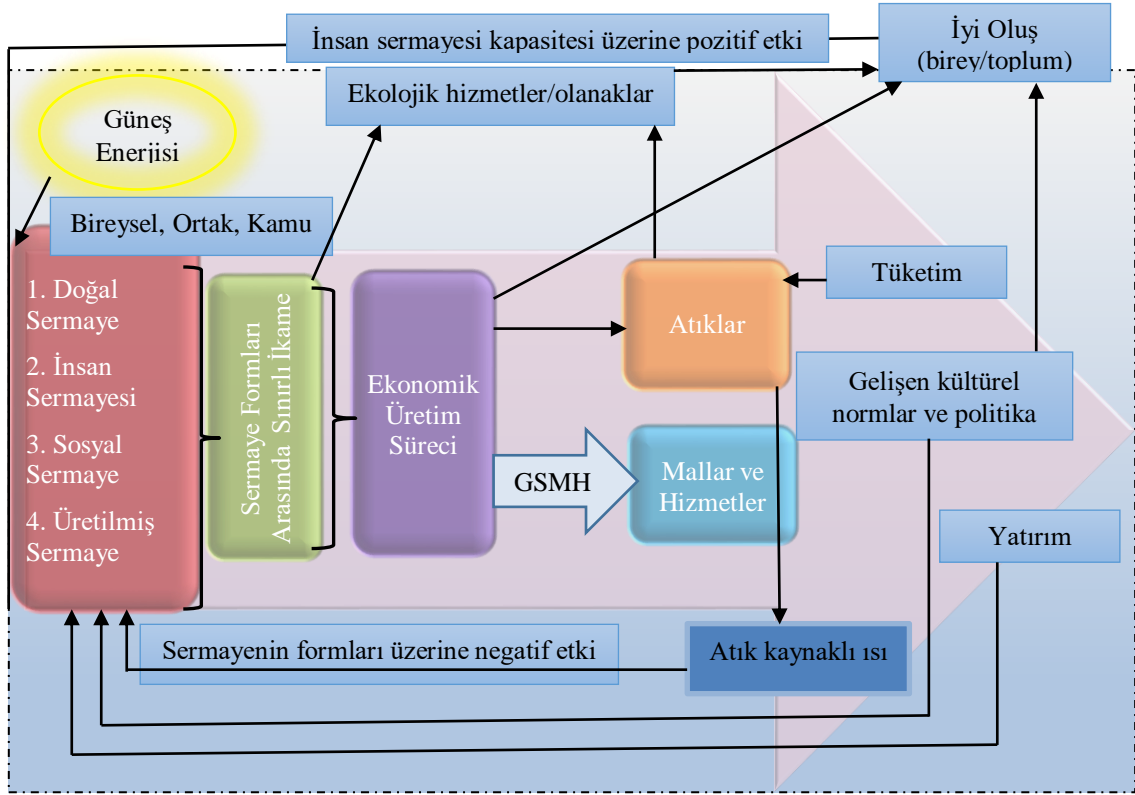 İnsan sermayesi kapasitesi üzerine pozitif etki
İyi Oluş
(birey/toplum)
Ekolojik hizmetler/olanaklar
Güneş
Enerjisi
Bireysel, Ortak, Kamu
1. Doğal
Sermaye
2. İnsan
Sermayesi
3. Sosyal
Sermaye
4. Üretilmiş
Sermaye
Sermaye Formları
Arasında Sınırlı İkame
Ekonomik
Üretim
Süreci
Atıklar
Tüketim
Gelişen kültürel
normlar ve politika
GSMH
Mallar ve
Hizmetler
Yatırım
Sermayenin formları üzerine negatif etki
Atık kaynaklı ısı